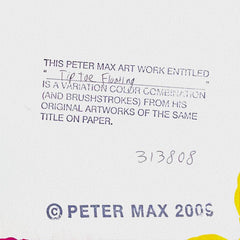 THIS PETER MAX ART WORK ENTITLED
" Tip Toe Floating "
IS A VARIATION COLOR COMBINATION
(AND BRUSHSTROKES) FROM HIS
ORIGINAL ARTWORKS OF THE SAME
TITLE ON PAPER.
313808
© PETER MAX 2006